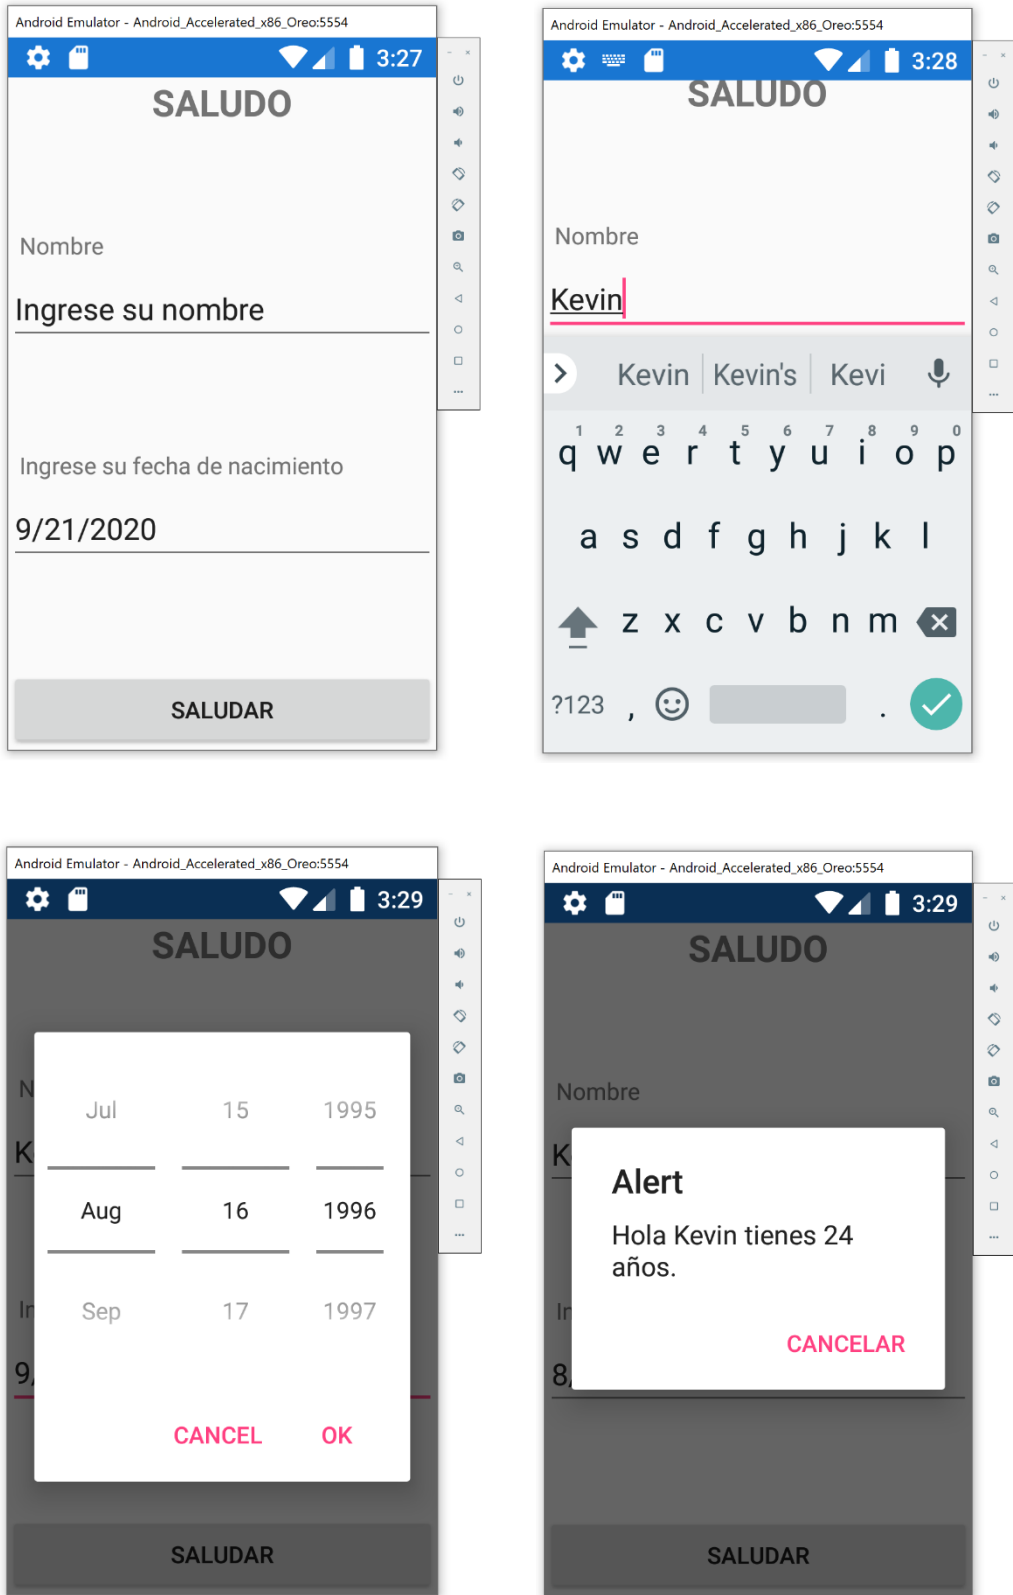 Android Emulator - Android_Accelerated_x86_Oreo:5554
3:27
SALUDO
Nombre
Ingrese su nombre
Ingrese su fecha de nacimiento
9/21/2020
SALUDAR
Android Emulator - Android_Accelerated_x86_Oreo:5554
3:28
SALUDO
Nombre
Kevin
Kevin Kevin's Kevi
1 2 3 4 5 6 7 8 9 0
q w e r t y u i o p
a s d f g h j k l
z x c v b n m
?123 , .
Android Emulator - Android_Accelerated_x86_Oreo:5554
3:29
SALUDO
N
K
Jul 15 1995
Aug 16 1996
Sep 17 1997
In
9/
CANCEL OK
SALUDAR
Android Emulator - Android_Accelerated_x86_Oreo:5554
3:29
SALUDO
Nombre
K
Alert
Hola Kevin tienes 24
años.
CANCELAR
In
8/
SALUDAR